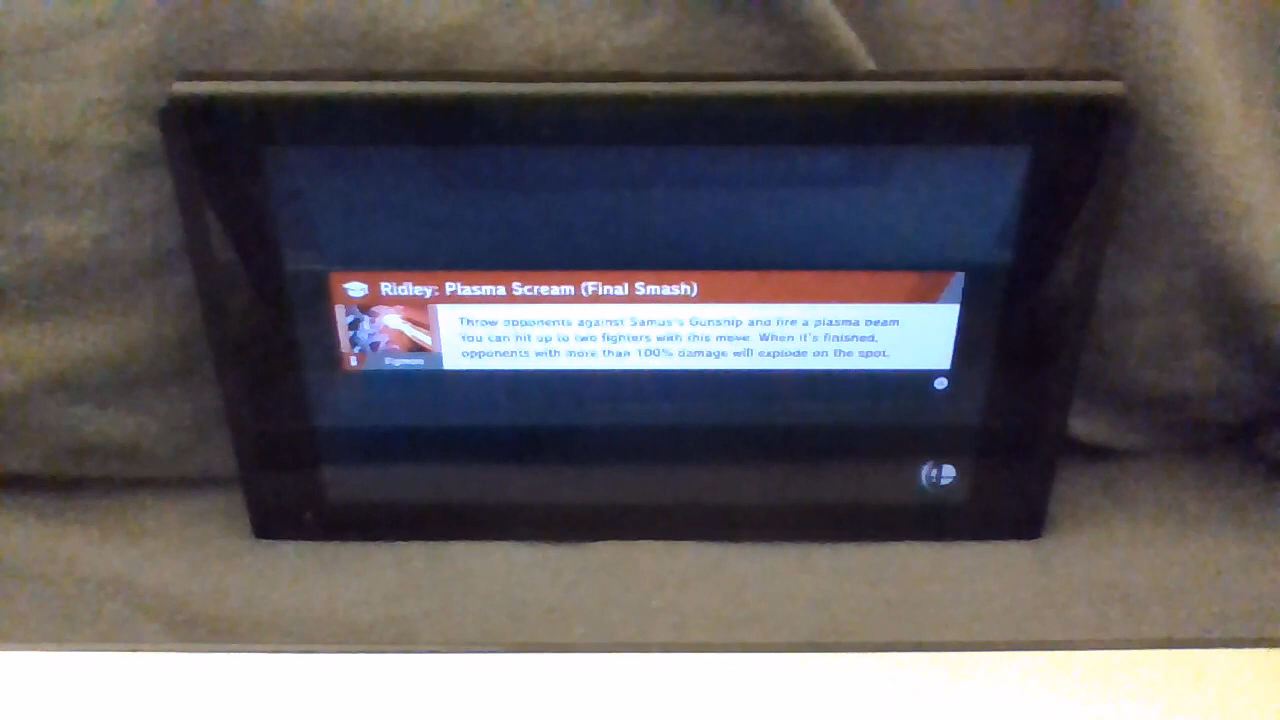 Ridley: Plasma Scream (Final Smash)
Throw opponents against Samus's Gunship and fire a plasma beam.
You can hit up to two fighters with this move. When it's finished,
opponents with more than 100% damage will explode on the spot.
Fighters